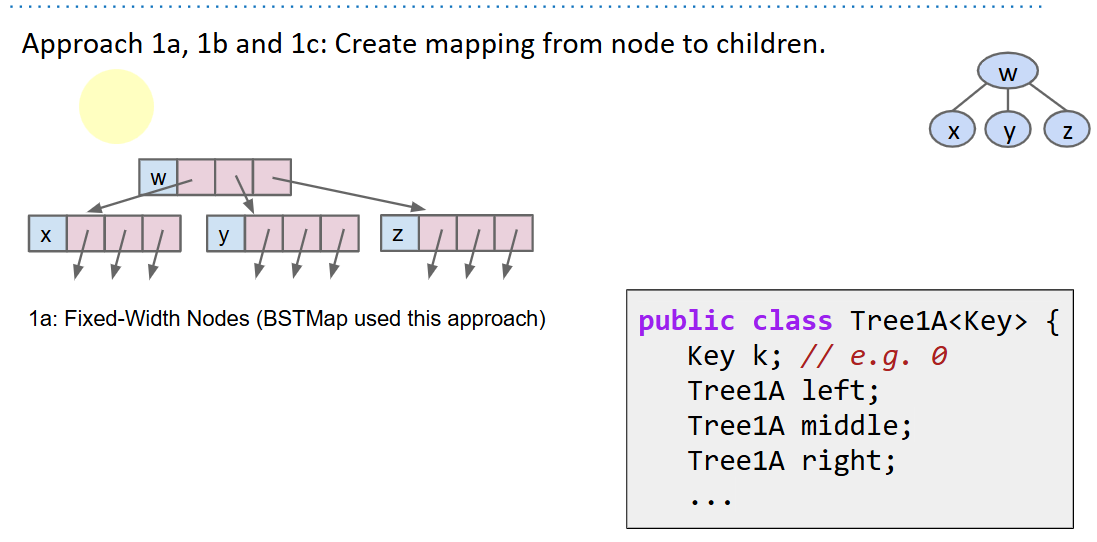 Approach 1a, 1b and 1c: Create mapping from node to children.
w
x y z
w
x y z
1a: Fixed-Width Nodes (BSTMap used this approach)
public class Tree1A<Key> {
Key k; // e.g. 0
Tree1A left;
Tree1A middle;
Tree1A right;
...